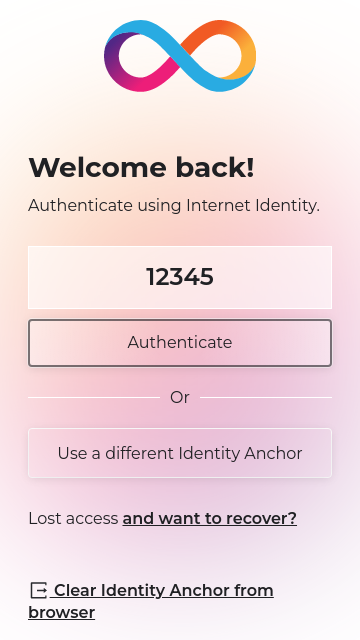 Welcome back!
Authenticate using Internet Identity.
12345
Authenticate
Or
Use a different Identity Anchor
Lost access and want to recover?
Clear Identity Anchor from
browser